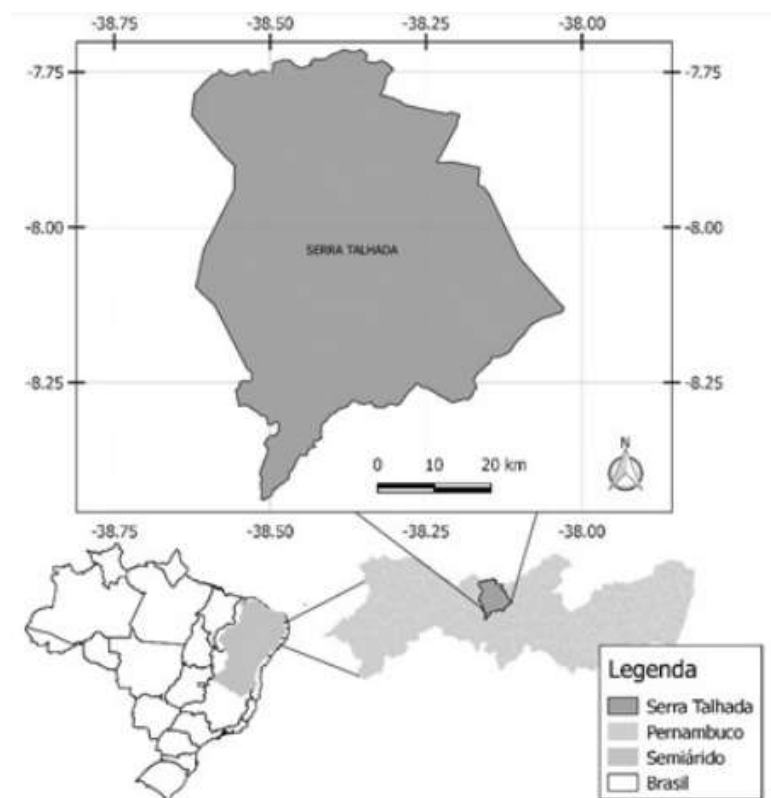 -38.75 -38.50 -38.25 -38.00
-7.75 -7.75
-8.00 -8.00
SERRA TALHADA
-8.25 -8.25
N
0 10 20 km
-38.75 -38.50 -38.25 -38.00
Legenda
Serra Talhada
Pernambuco
Semiárido
Brasil